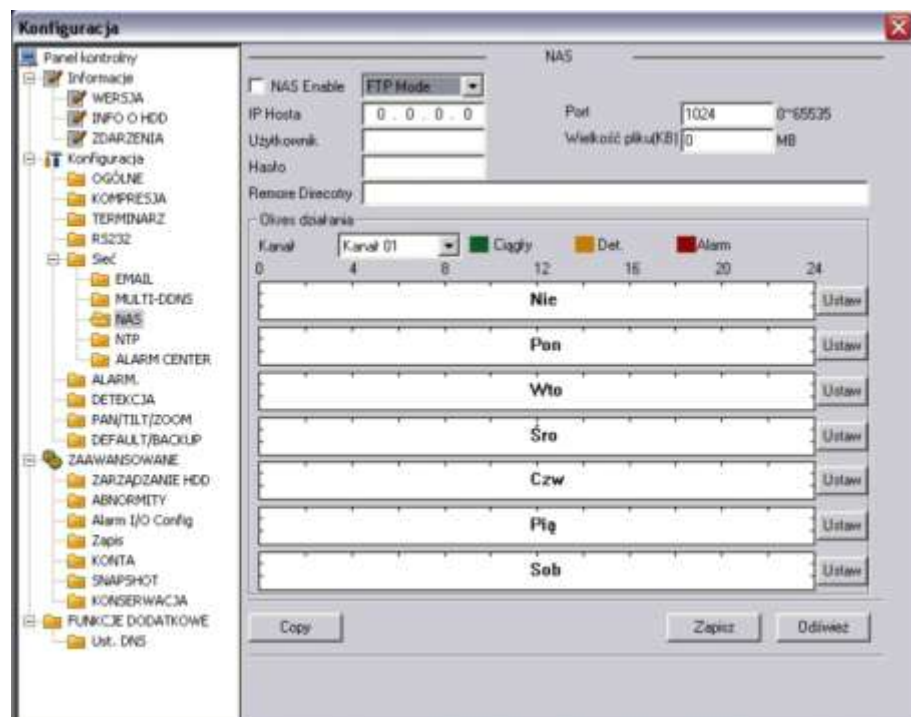 Konfiguracja
Panel kontrolny
Informacje
WERSJA
INFO O HDD
ZDARZENIA
Konfiguracja
OGÓLNE
KOMPRESJA
TERMINARZ
RS232
Sieć
EMAIL
MULTI-DDNS
NAS
NTP
ALARM CENTER
ALARM.
DETEKCJA
PAN/TILT/ZOOM
DEFAULT/BACKUP
ZAAWANSOWANE
ZARZĄDZANIE HDD
ABNORMITY
Alarm I/O Config
Zapis
KONTA
SNAPSHOT
KONSERWACJA
FUNKCJE DODATKOWE
Ust. DNS
NAS
NAS Enable FTP Mode
IP Hosta 0 . 0 . 0 . 0 Port 1024 0~65535
Użytkownik Wielkość pliku(KB) 0 MB
Hasło
Remore Direcoty
Okres działania
Kanał Kanał 01 Ciągły Det. Alarm
0 4 8 12 16 20 24
Nie Ustaw
Pon Ustaw
Wto Ustaw
Śro Ustaw
Czw Ustaw
Pią Ustaw
Sob Ustaw
Copy Zapisz Odśwież